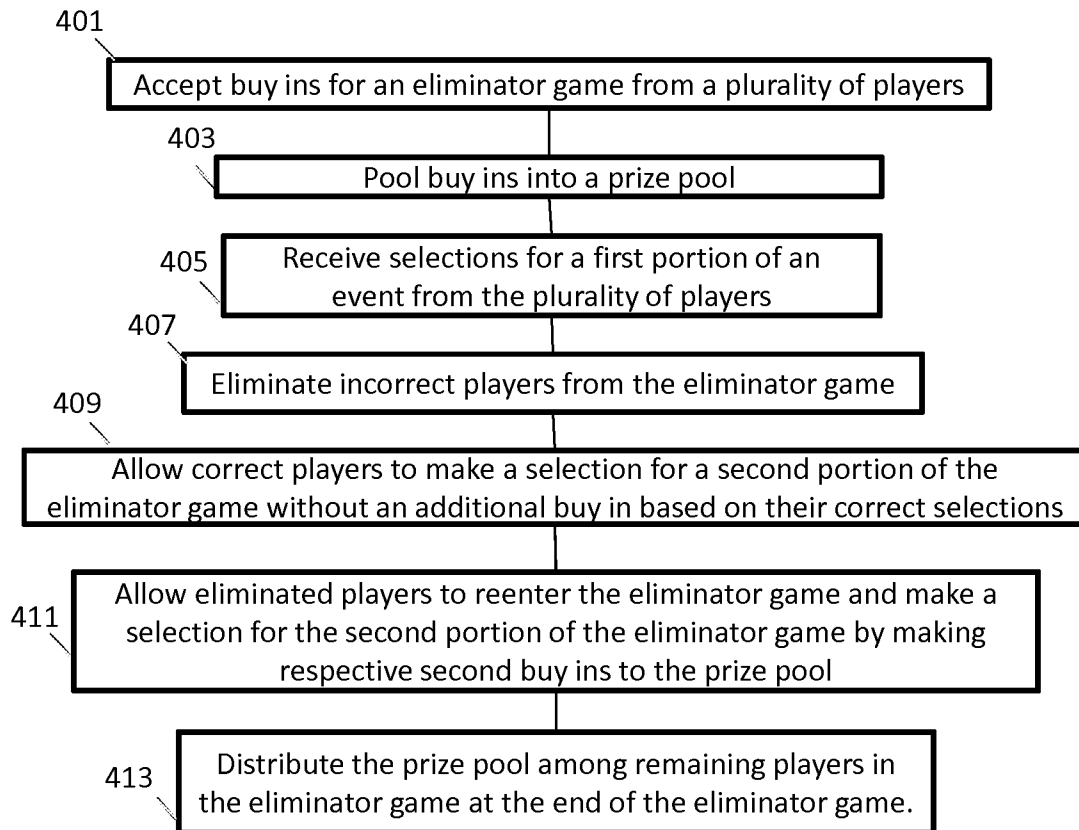 401
Accept buy ins for an eliminator game from a plurality of players
403
Pool buy ins into a prize pool
405
Receive selections for a first portion of an
event from the plurality of players
407
Eliminate incorrect players from the eliminator game
409
Allow correct players to make a selection for a second portion of the
eliminator game without an additional buy in based on their correct selections
411
Allow eliminated players to reenter the eliminator game and make a
selection for the second portion of the eliminator game by making
respective second buy ins to the prize pool
413
Distribute the prize pool among remaining players in
the eliminator game at the end of the eliminator game.